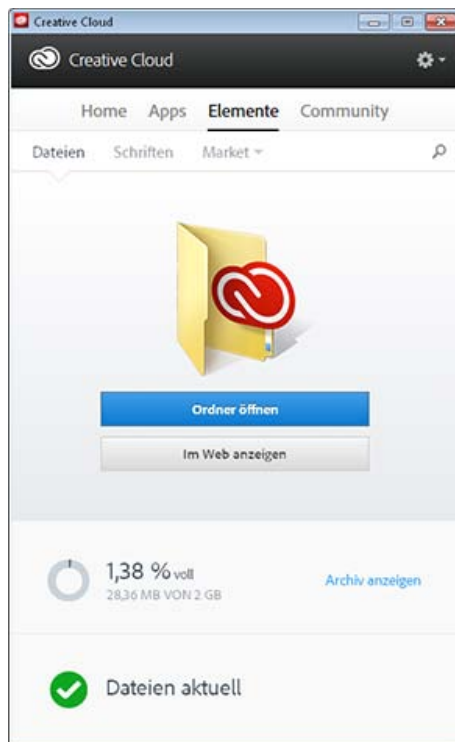 Creative Cloud
Creative Cloud
Home Apps Elemente Community
Dateien Schriften Market
Ordner öffnen
Im Web anzeigen
1,38 % voll
28,36 MB VON 2 GB
Archiv anzeigen
Dateien aktuell